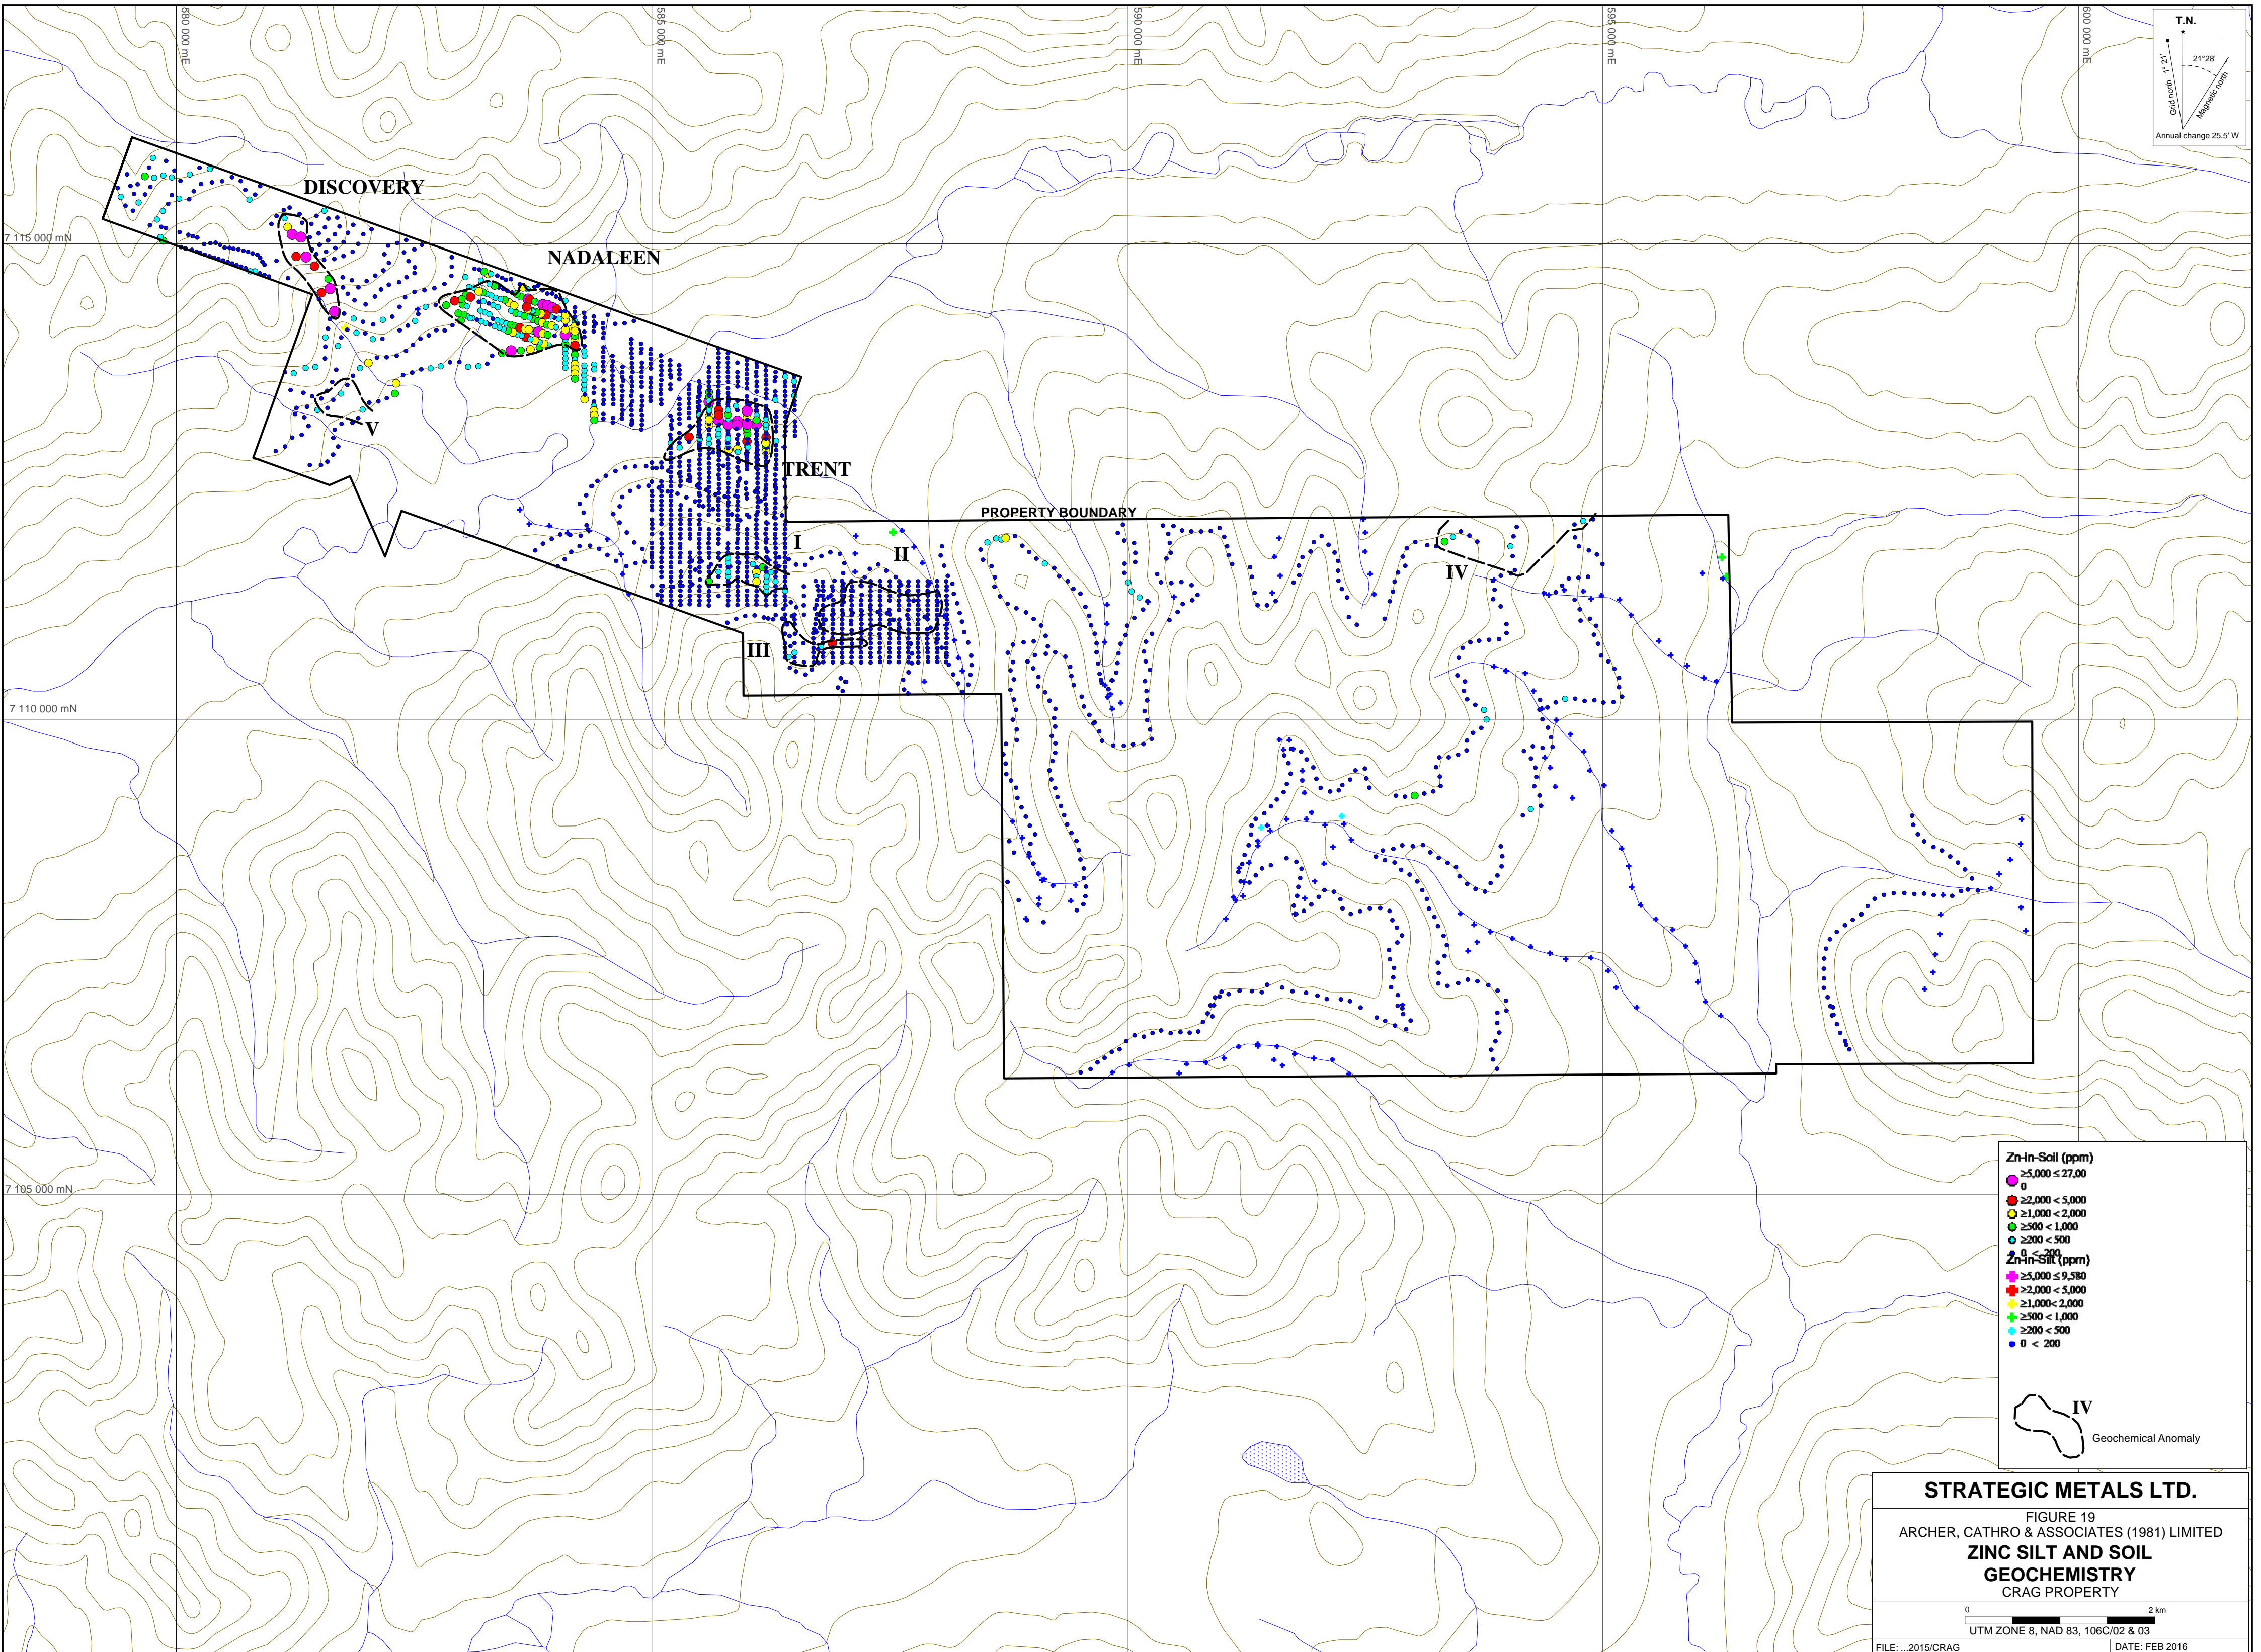 580 000 mE
585 000 mE
590 000 mE
595 000 mE
600 000 mE
T.N.
21°28'
Grid north 1° 21'
Magnetic north
Annual change 25.5' W
DISCOVERY
7 115 000 mN
NADALEEN
V
TRENT
PROPERTY BOUNDARY
I
II
IV
III
7 110 000 mN
7 105 000 mN
Zn-in-Soil (ppm)
≥5,000 ≤ 27,00
0
≥2,000 < 5,000
≥1,000 < 2,000
≥500 < 1,000
≥200 < 500
0 < 200
Zn-in-Silt (ppm)
≥5,000 ≤ 9,580
≥2,000 < 5,000
≥1,000< 2,000
≥500 < 1,000
≥200 < 500
0 < 200
IV
Geochemical Anomaly
STRATEGIC METALS LTD.
FIGURE 19
ARCHER, CATHRO & ASSOCIATES (1981) LIMITED
ZINC SILT AND SOIL
GEOCHEMISTRY
CRAG PROPERTY
0 2 km
UTM ZONE 8, NAD 83, 106C/02 & 03
FILE: ...2015/CRAG DATE: FEB 2016